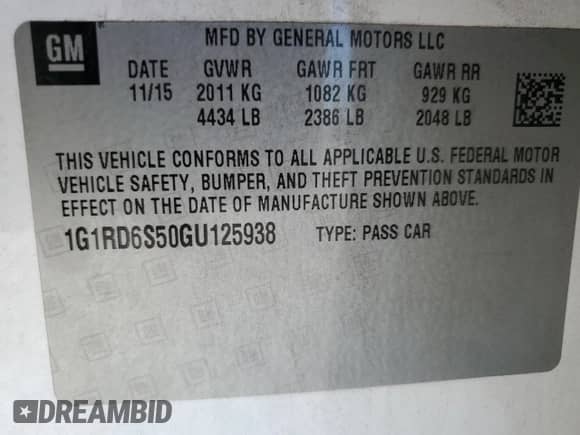 GM
MFD BY GENERAL MOTORS LLC
DATE GVWR GAWR FRT GAWR RR
11/15 2011 KG 1082 KG 929 KG
4434 LB 2386 LB 2048 LB
THIS VEHICLE CONFORMS TO ALL APPLICABLE U.S. FEDERAL MOTOR
VEHICLE SAFETY, BUMPER, AND THEFT PREVENTION STANDARDS IN
EFFECT ON THE DATE OF MANUFACTURE SHOWN ABOVE.
1G1RD6S50GU125938 TYPE: PASS CAR
DREAMBID